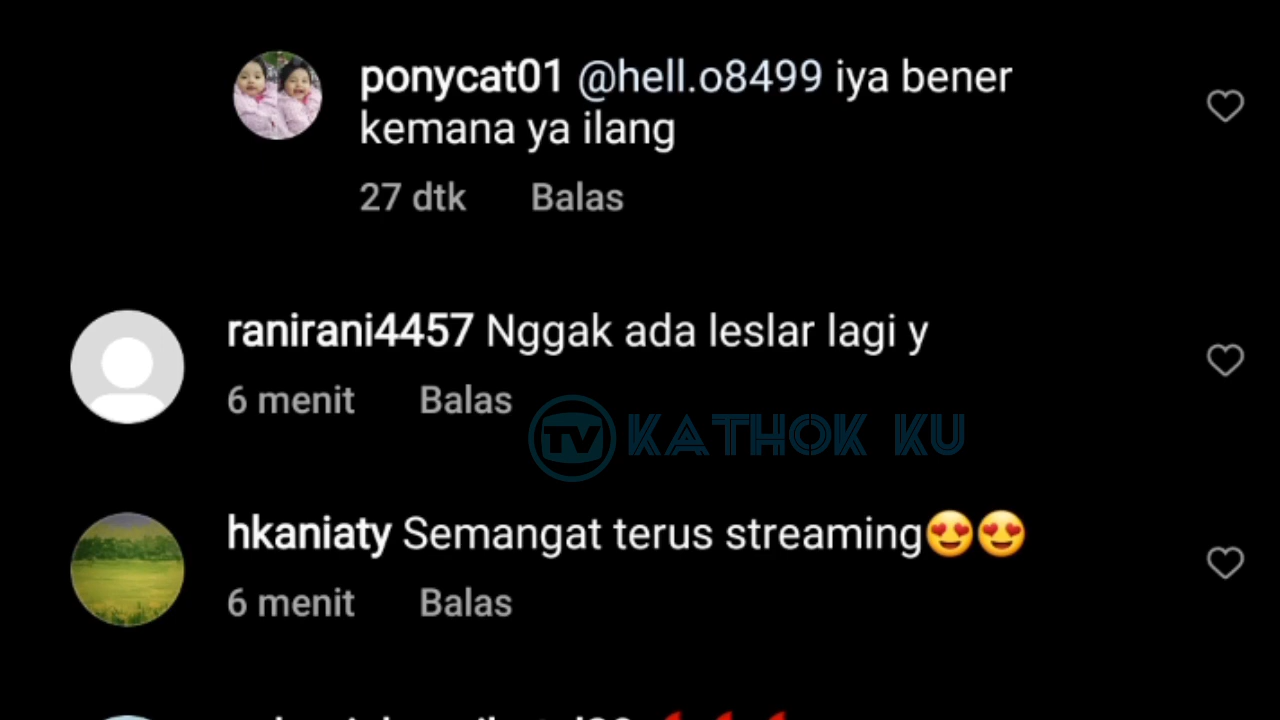 ponycat01 @hell.o8499 iya bener
kemana ya ilang
27 dtk Balas
ranirani4457 Nggak ada leslar lagi y
6 menit Balas
TV KATHOK KU
hkaniaty Semangat terus streaming😍😍
6 menit Balas